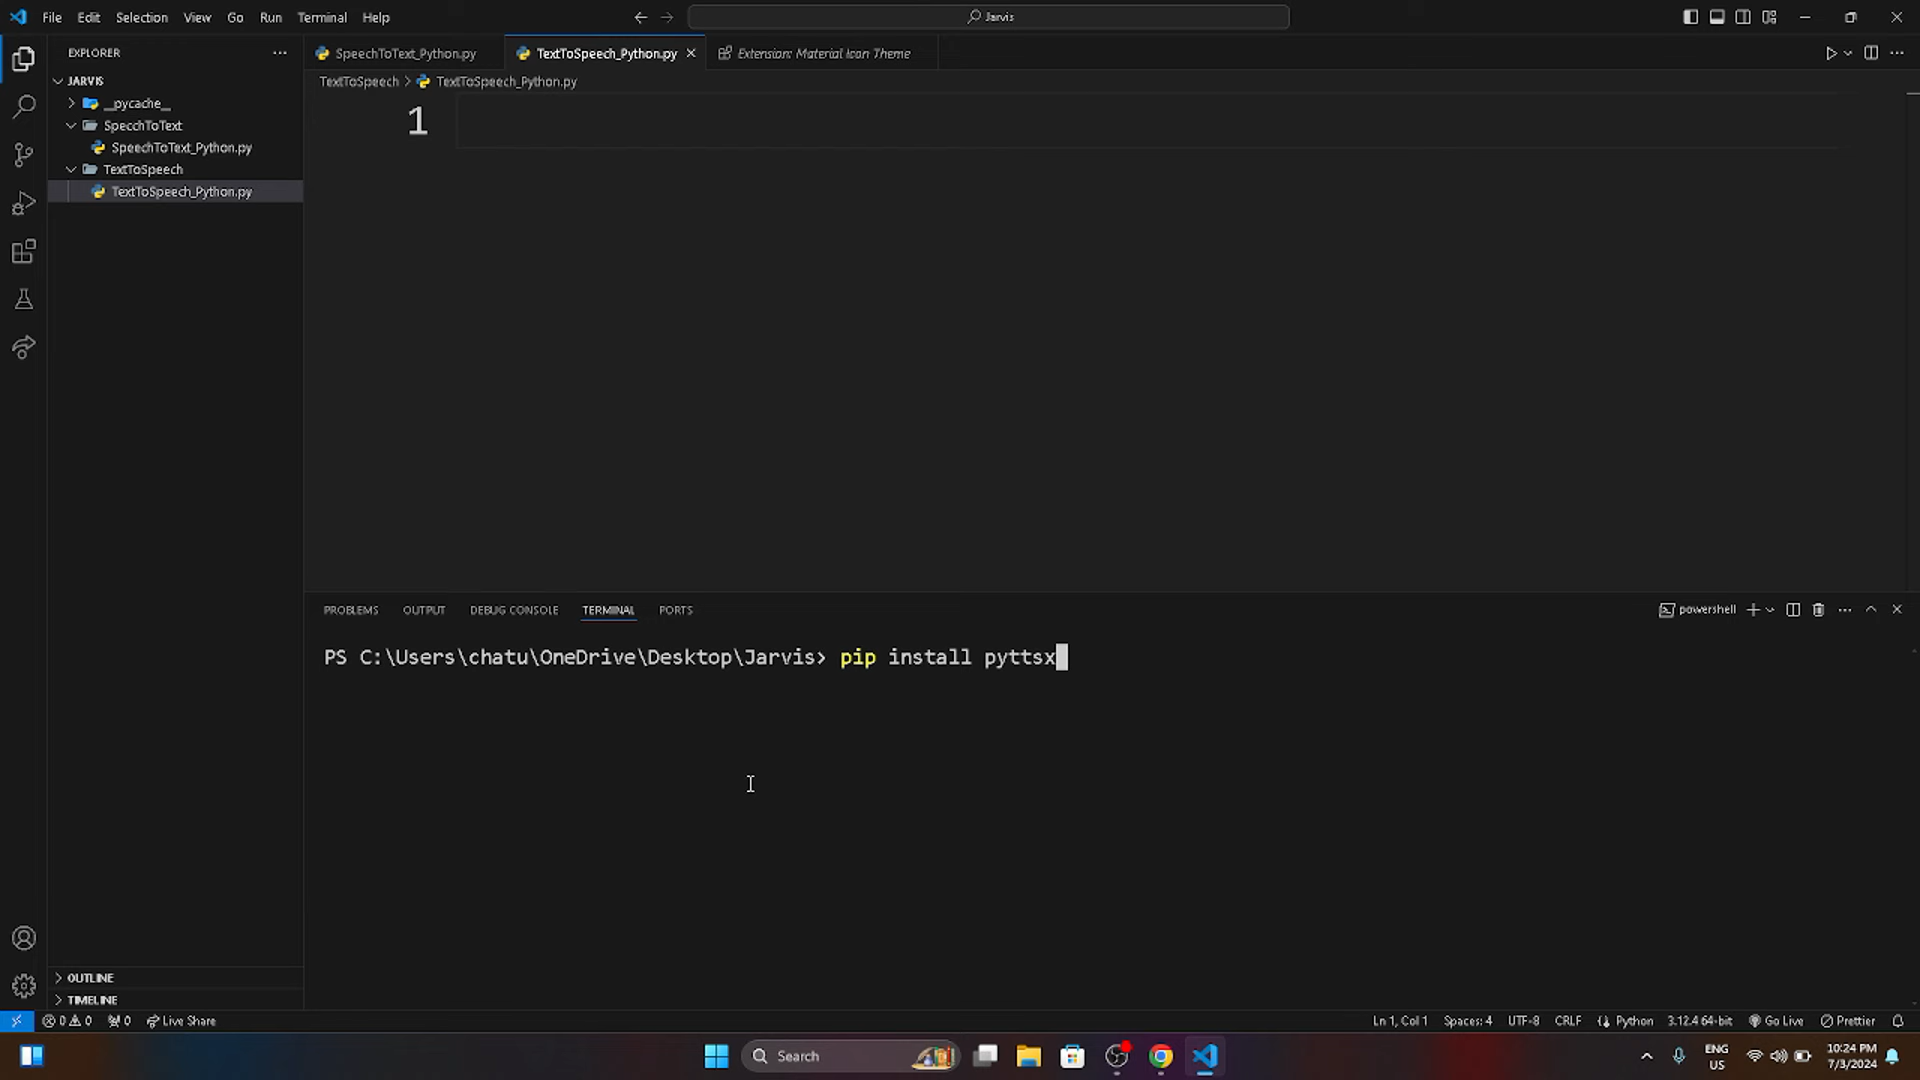 File Edit Selection View Go Run Terminal Help
Jarvis
EXPLORER
JARVIS
__pycache__
SpeechToText
SpeechToText_Python.py
TextToSpeech
TextToSpeech_Python.py
OUTLINE
TIMELINE
SpeechToText_Python.py TextToSpeech_Python.py Extension: Material Icon Theme
TextToSpeech > TextToSpeech_Python.py
1
PROBLEMS OUTPUT DEBUG CONSOLE TERMINAL PORTS
powershell
PS C:\Users\chatu\OneDrive\Desktop\Jarvis> pip install pyttsx
0 0 0 Live Share
Ln 1, Col 1 Spaces: 4 UTF-8 CRLF Python 3.12.4 64-bit Go Live Prettier
Search
ENG
US
10:24 PM
7/3/2024